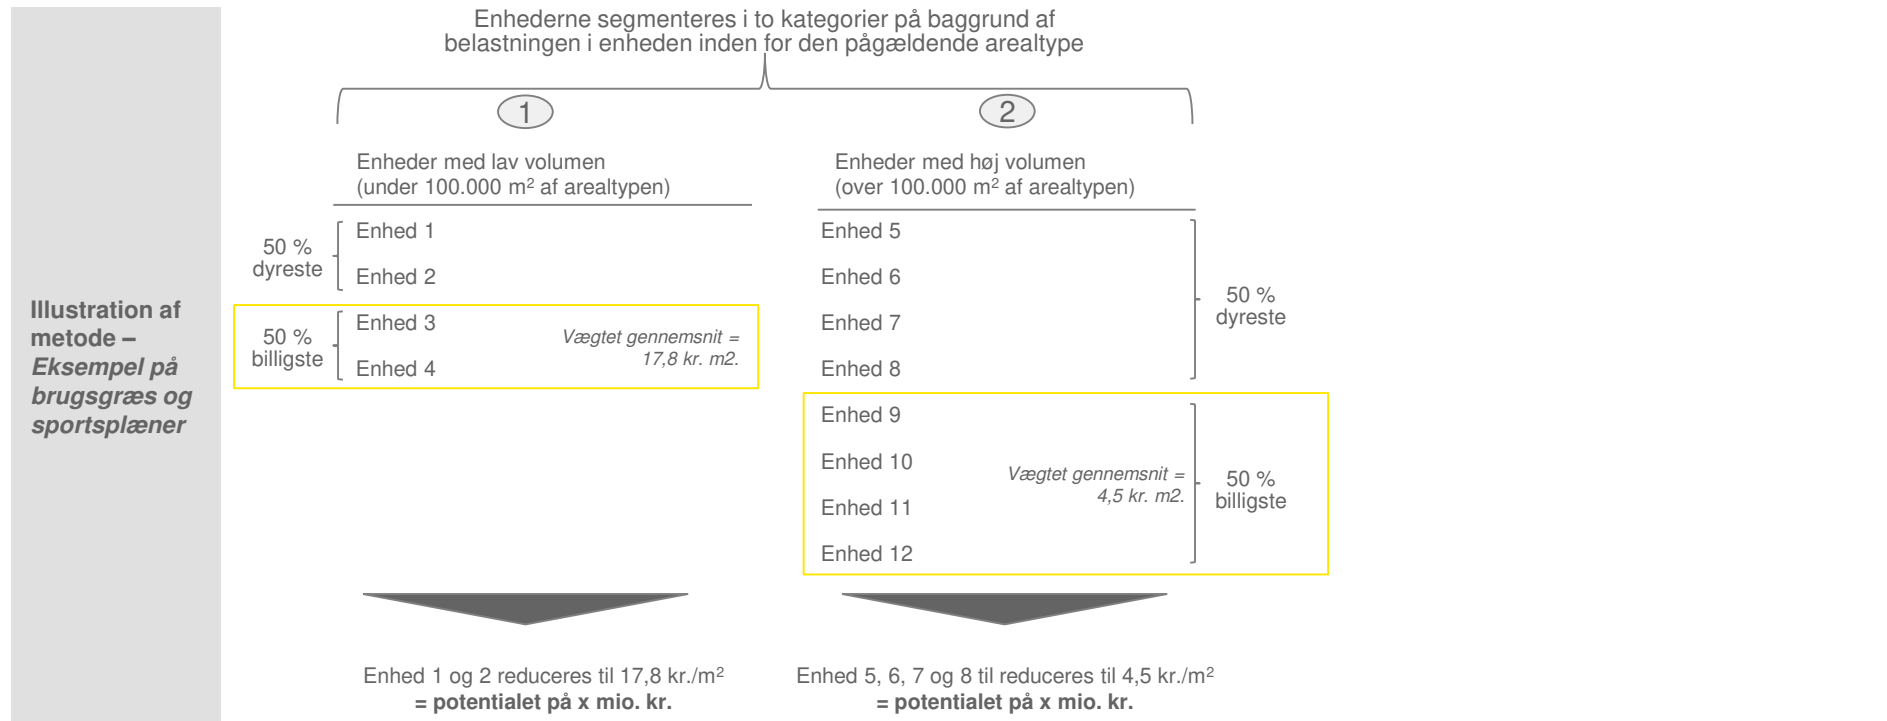 Enhederne segmenteres i to kategorier på baggrund af
belastningen i enheden inden for den pågældende arealtype
Illustration af
metode –
Eksempel på
brugsgræs og
sportsplæner
1
Enheder med lav volumen
(under 100.000 m² af arealtypen)
50 %
dyreste
Enhed 1
Enhed 2
50 %
billigste
Enhed 3
Enhed 4
Vægtet gennemsnit =
17,8 kr. m2.
Enhed 1 og 2 reduceres til 17,8 kr./m²
= potentialet på x mio. kr.
2
Enheder med høj volumen
(over 100.000 m² af arealtypen)
Enhed 5
Enhed 6
Enhed 7
Enhed 8
50 %
dyreste
Enhed 9
Enhed 10
Enhed 11
Enhed 12
Vægtet gennemsnit =
4,5 kr. m2.
50 %
billigste
Enhed 5, 6, 7 og 8 til reduceres til 4,5 kr./m²
= potentialet på x mio. kr.